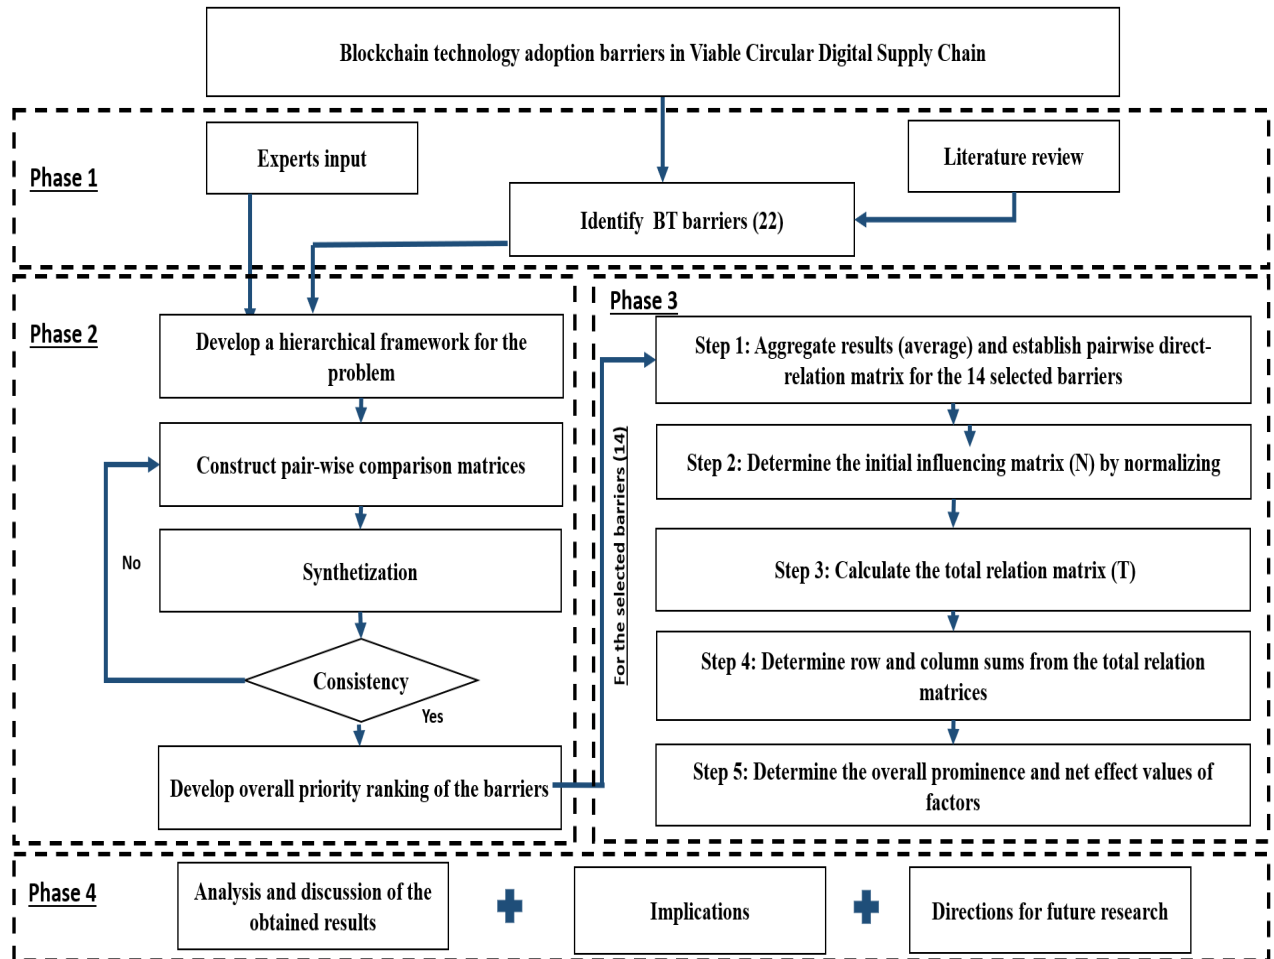 Blockchain technology adoption barriers in Viable Circular Digital Supply Chain
Phase 1
Experts input
Literature review
Identify BT barriers (22)
Phase 2
Develop a hierarchical framework for the
problem
Construct pair-wise comparison matrices
No
Synthetization
Consistency
Yes
Develop overall priority ranking of the barriers
For the selected barriers (14)
Phase 3
Step 1: Aggregate results (average) and establish pairwise direct-
relation matrix for the 14 selected barriers
Step 2: Determine the initial influencing matrix (N) by normalizing
Step 3: Calculate the total relation matrix (T)
Step 4: Determine row and column sums from the total relation
matrices
Step 5: Determine the overall prominence and net effect values of
factors
Phase 4
Analysis and discussion of the
obtained results
Implications
Directions for future research